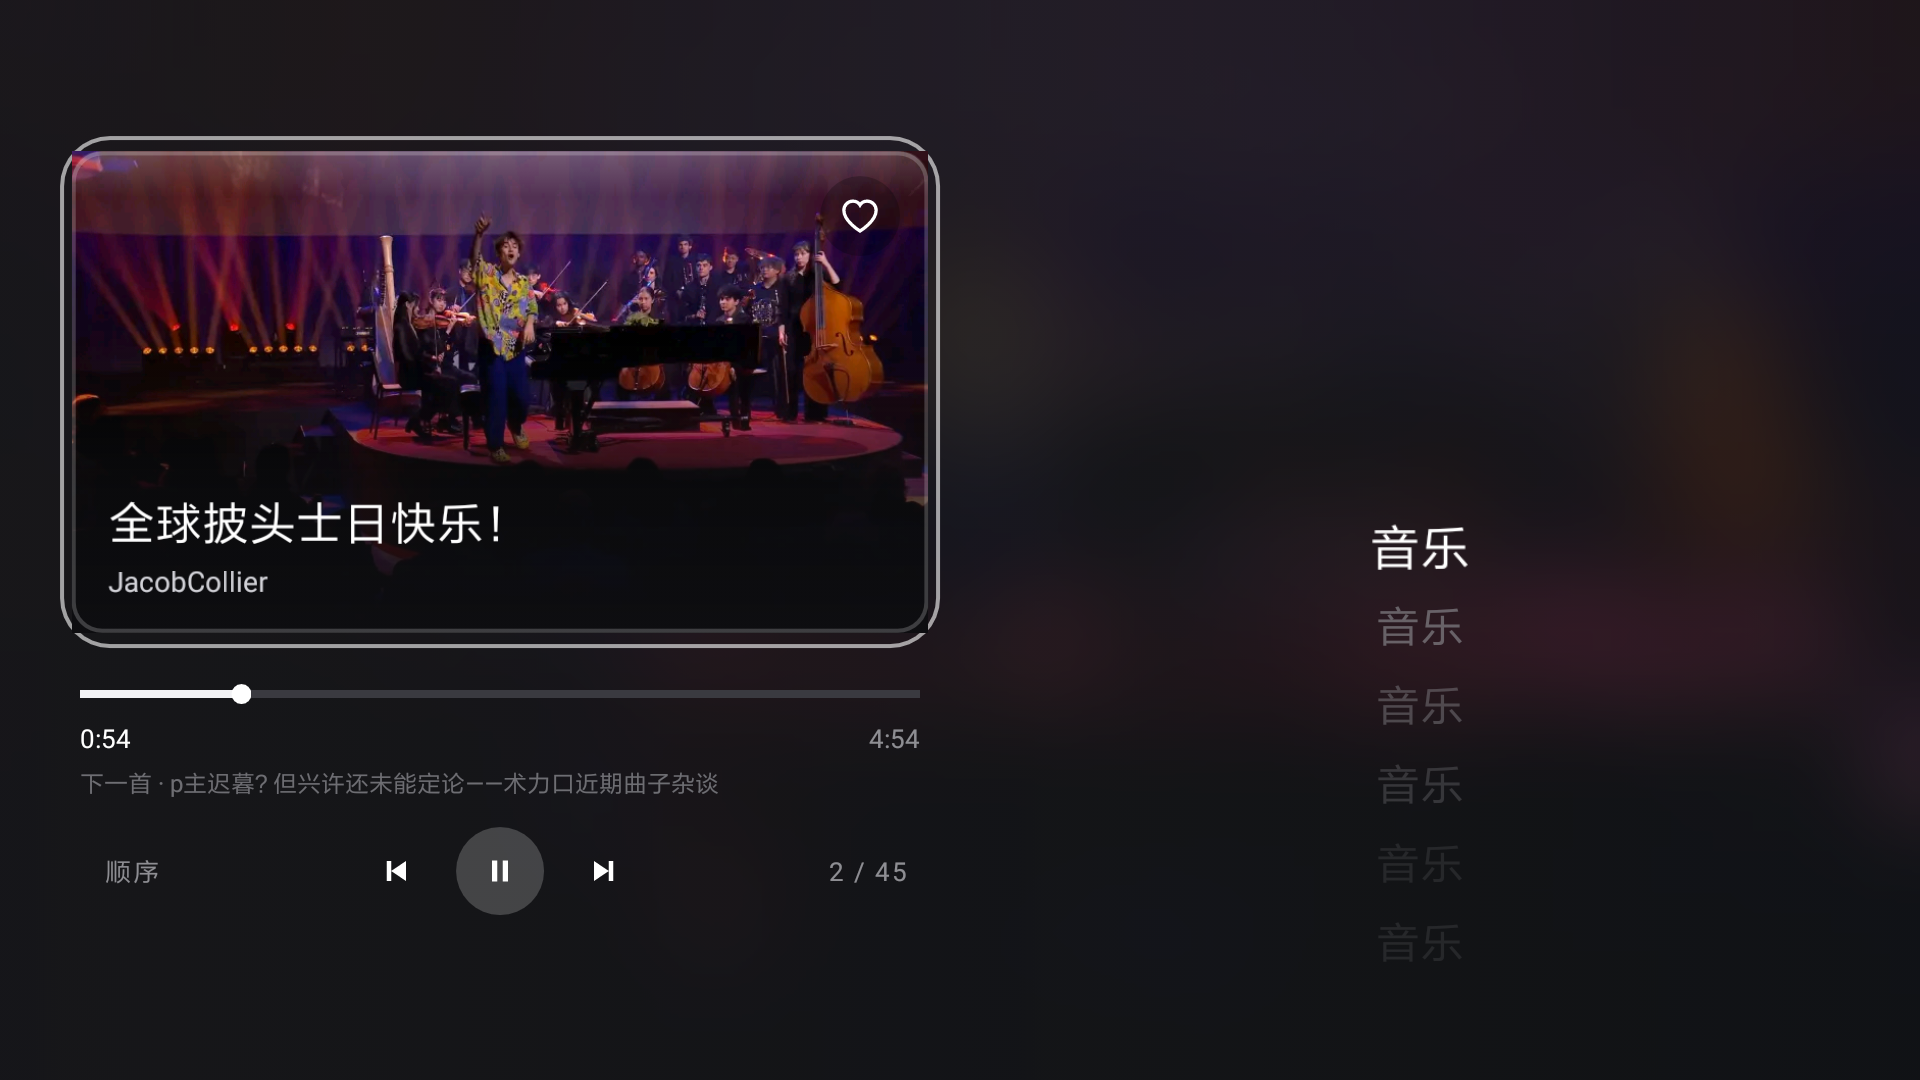 全球披头士日快乐！
JacobCollier
0:54
4:54
下一首 · p主迟暮？但兴许还未能定论——术力口近期曲子杂谈
顺序
2 / 45
音乐
音乐
音乐
音乐
音乐
音乐